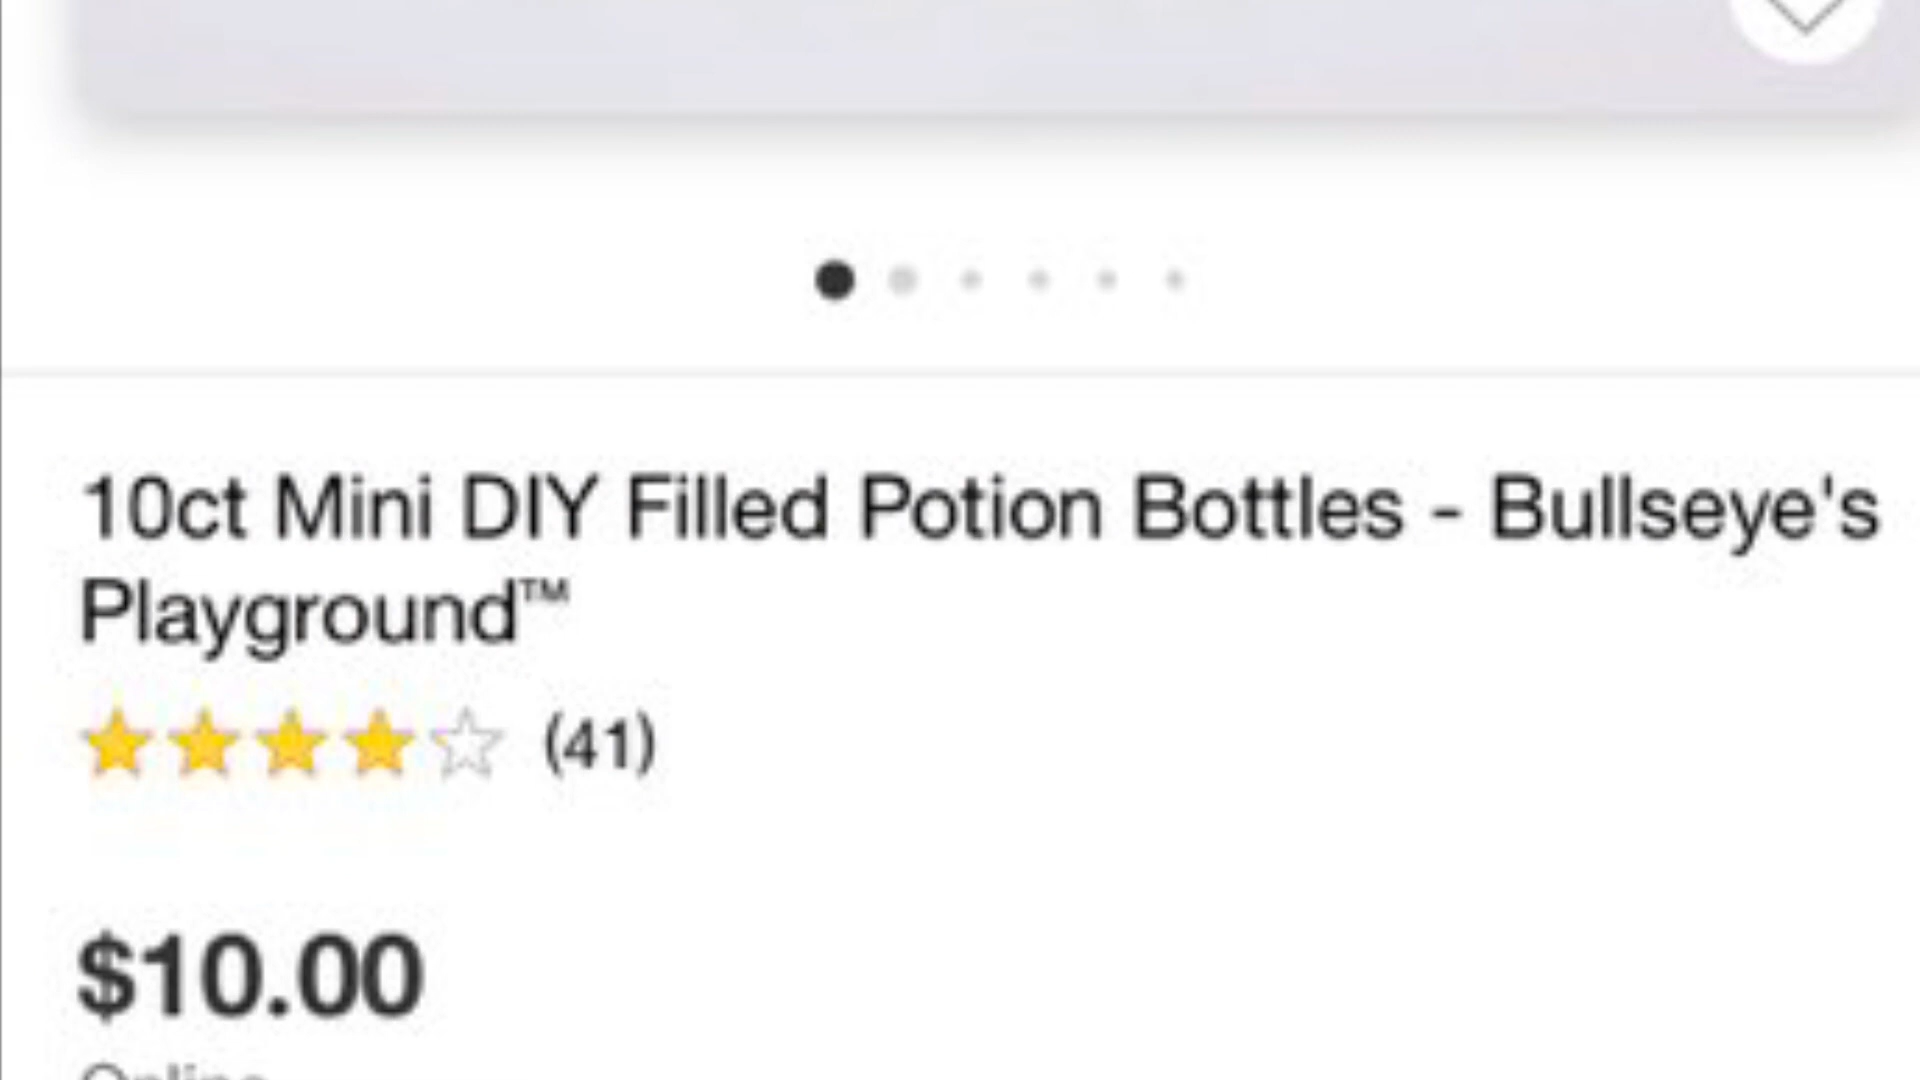 10ct Mini DIY Filled Potion Bottles - Bullseye's
Playground™
(41)
$10.00